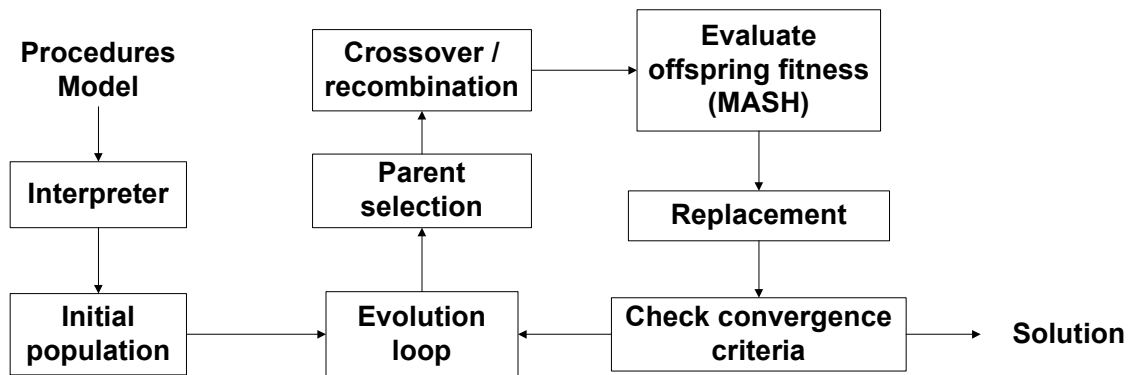 Procedures
Model
Interpreter
Initial
population
Evolution
loop
Parent
selection
Crossover /
recombination
Evaluate
offspring fitness
(MASH)
Replacement
Check convergence
criteria
Solution